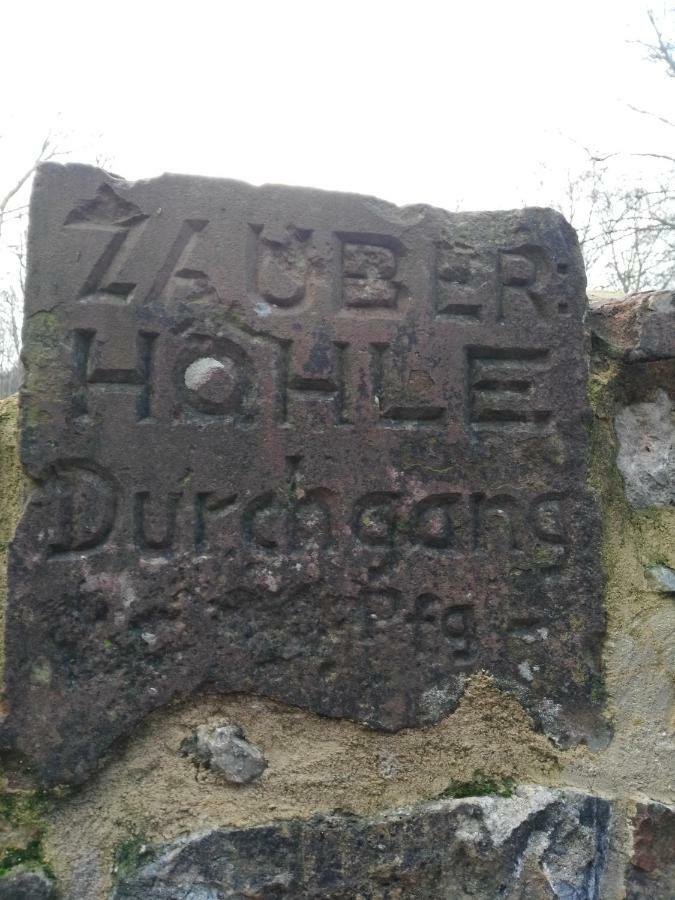 ZAUBER:
HÖHLE
Durchgang
Pfg